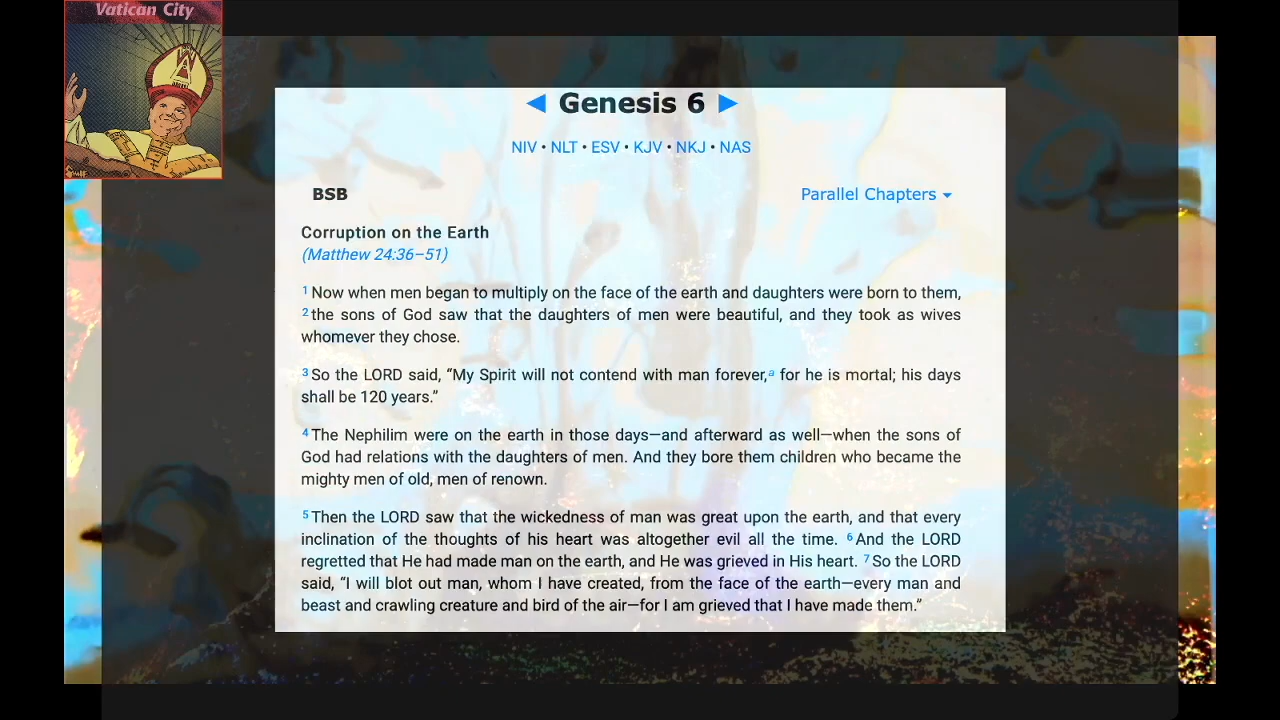 Vatican City
◄ Genesis 6 ►
NIV • NLT • ESV • KJV • NKJ • NAS
BSB
Parallel Chapters
Corruption on the Earth
(Matthew 24:36–51)
1 Now when men began to multiply on the face of the earth and daughters were born to them,
2 the sons of God saw that the daughters of men were beautiful, and they took as wives
whomever they chose.
3 So the LORD said, “My Spirit will not contend with man forever,a for he is mortal; his days
shall be 120 years.”
4 The Nephilim were on the earth in those days—and afterward as well—when the sons of
God had relations with the daughters of men. And they bore them children who became the
mighty men of old, men of renown.
5 Then the LORD saw that the wickedness of man was great upon the earth, and that every
inclination of the thoughts of his heart was altogether evil all the time. 6 And the LORD
regretted that He had made man on the earth, and He was grieved in His heart. 7 So the LORD
said, “I will blot out man, whom I have created, from the face of the earth—every man and
beast and crawling creature and bird of the air—for I am grieved that I have made them.”